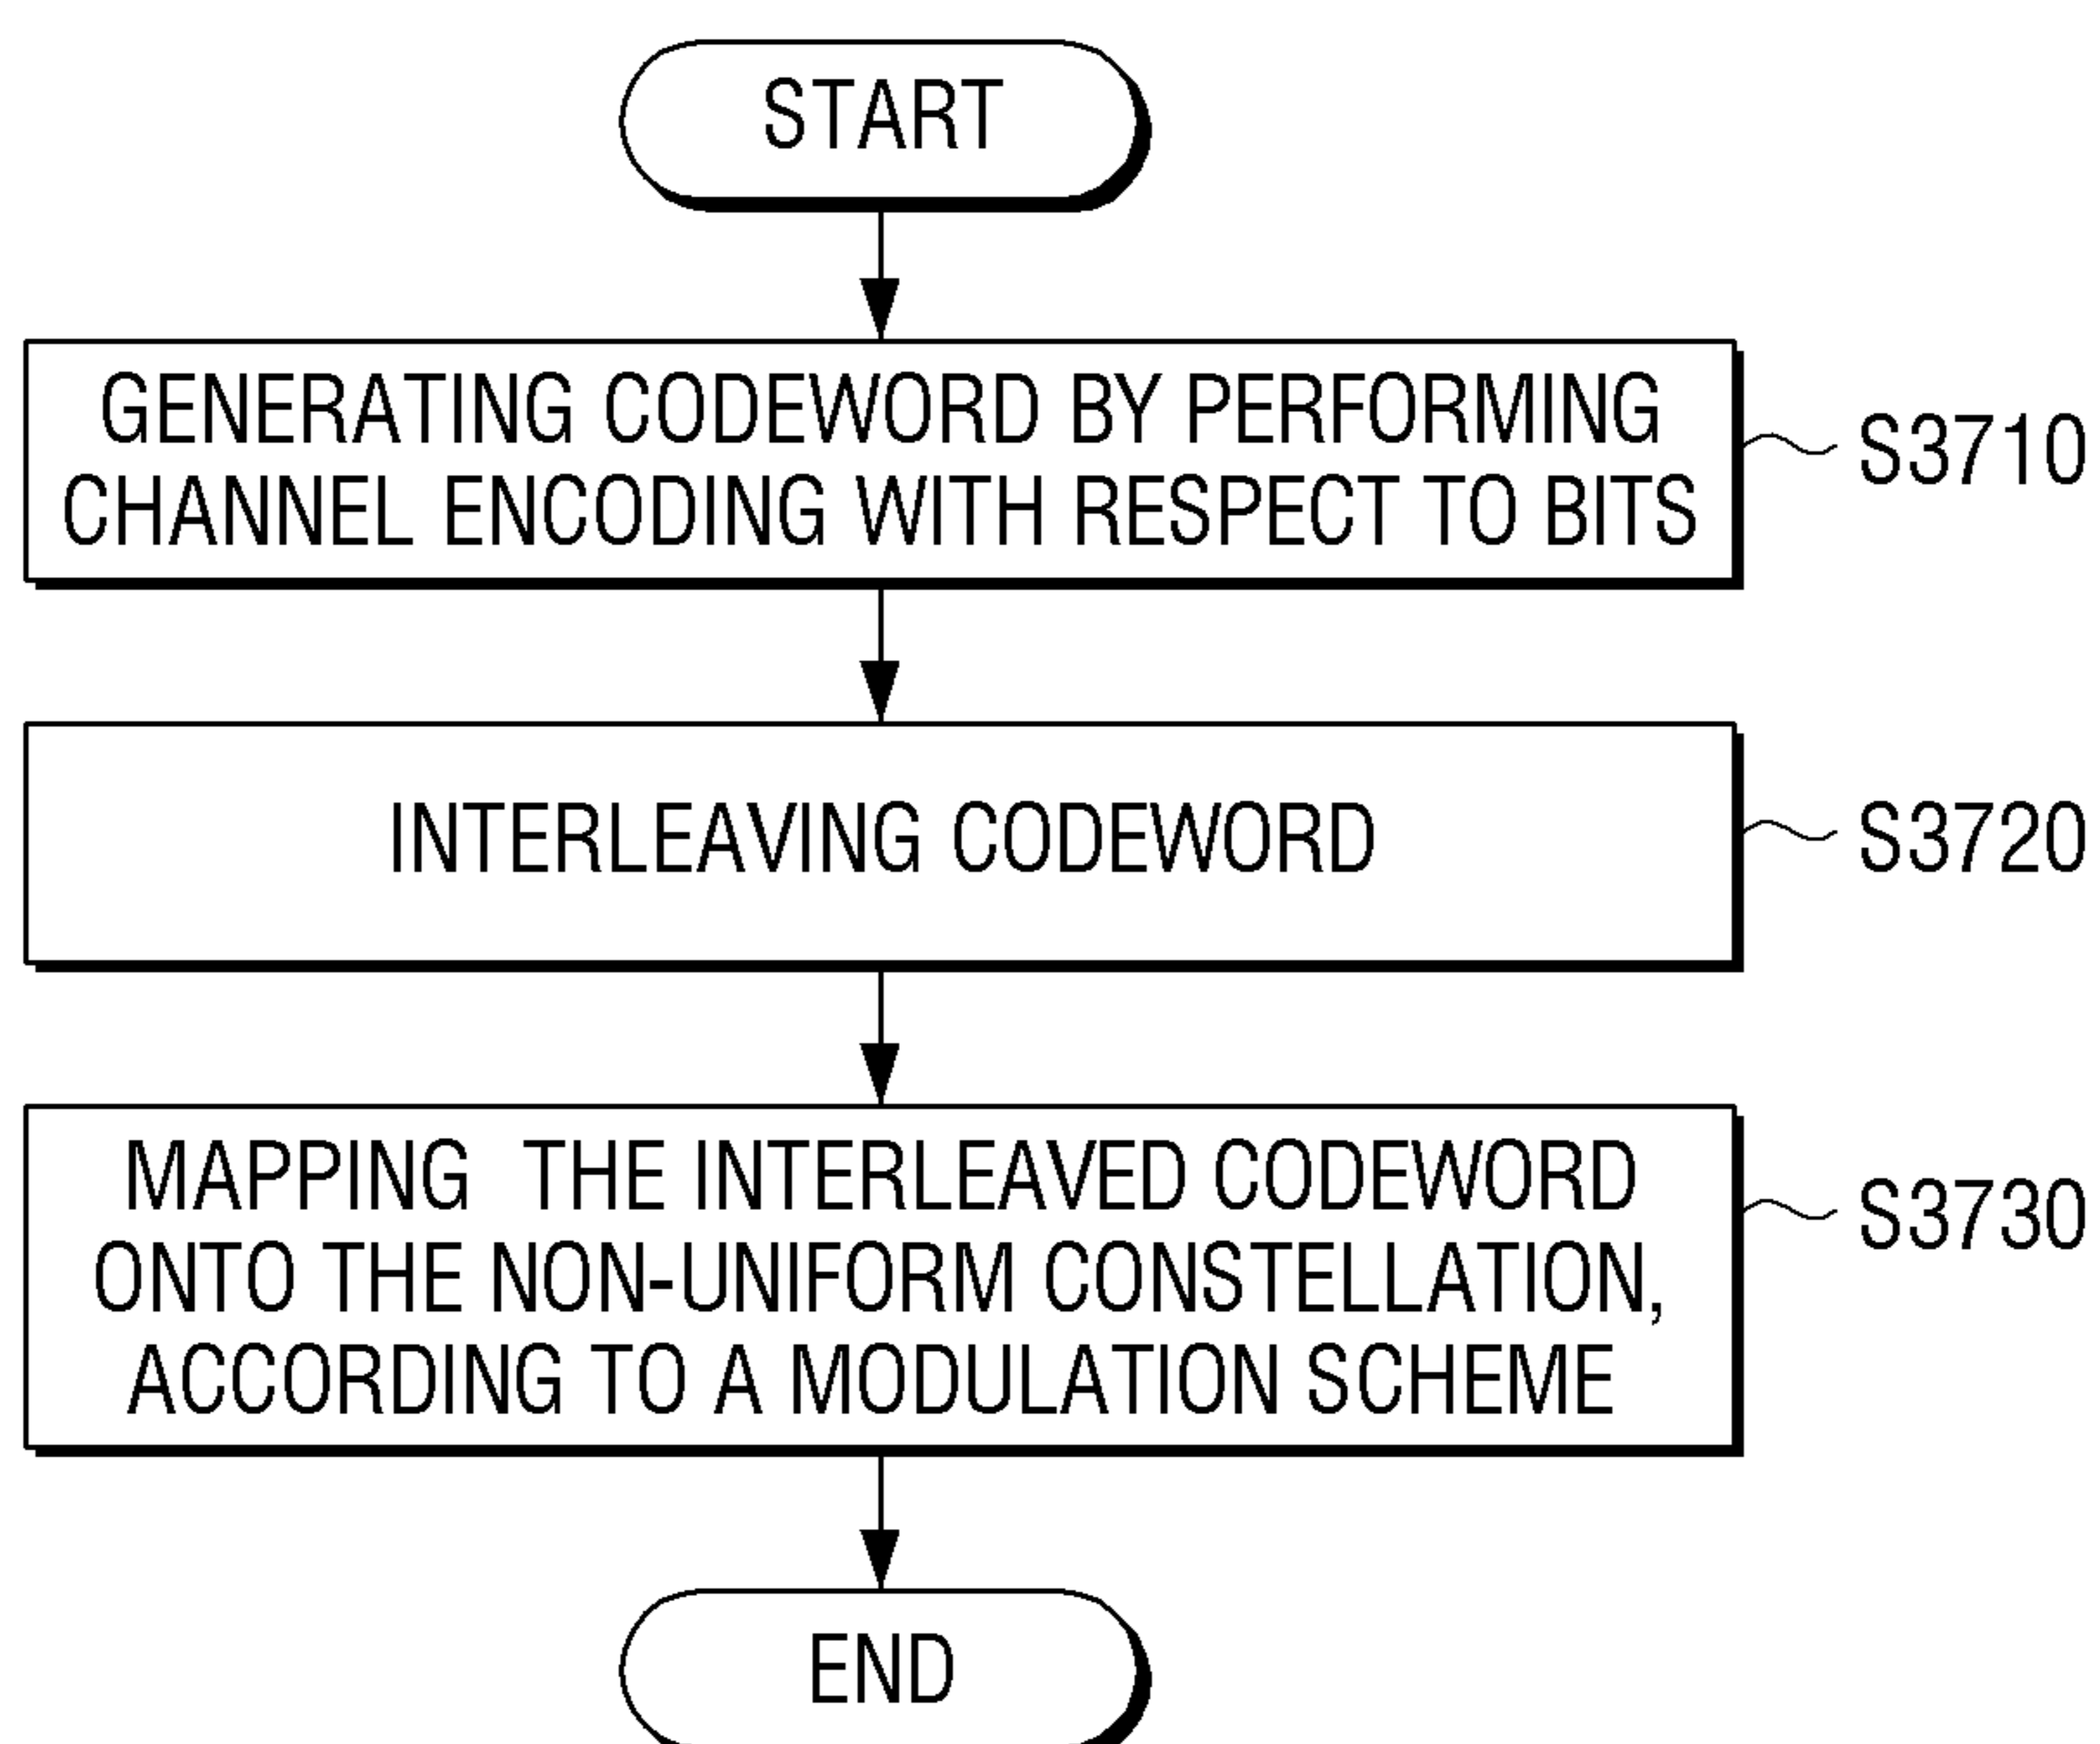 START
GENERATING CODEWORD BY PERFORMING
CHANNEL ENCODING WITH RESPECT TO BITS
S3710
INTERLEAVING CODEWORD
S3720
MAPPING THE INTERLEAVED CODEWORD
ONTO THE NON-UNIFORM CONSTELLATION,
ACCORDING TO A MODULATION SCHEME
S3730
END